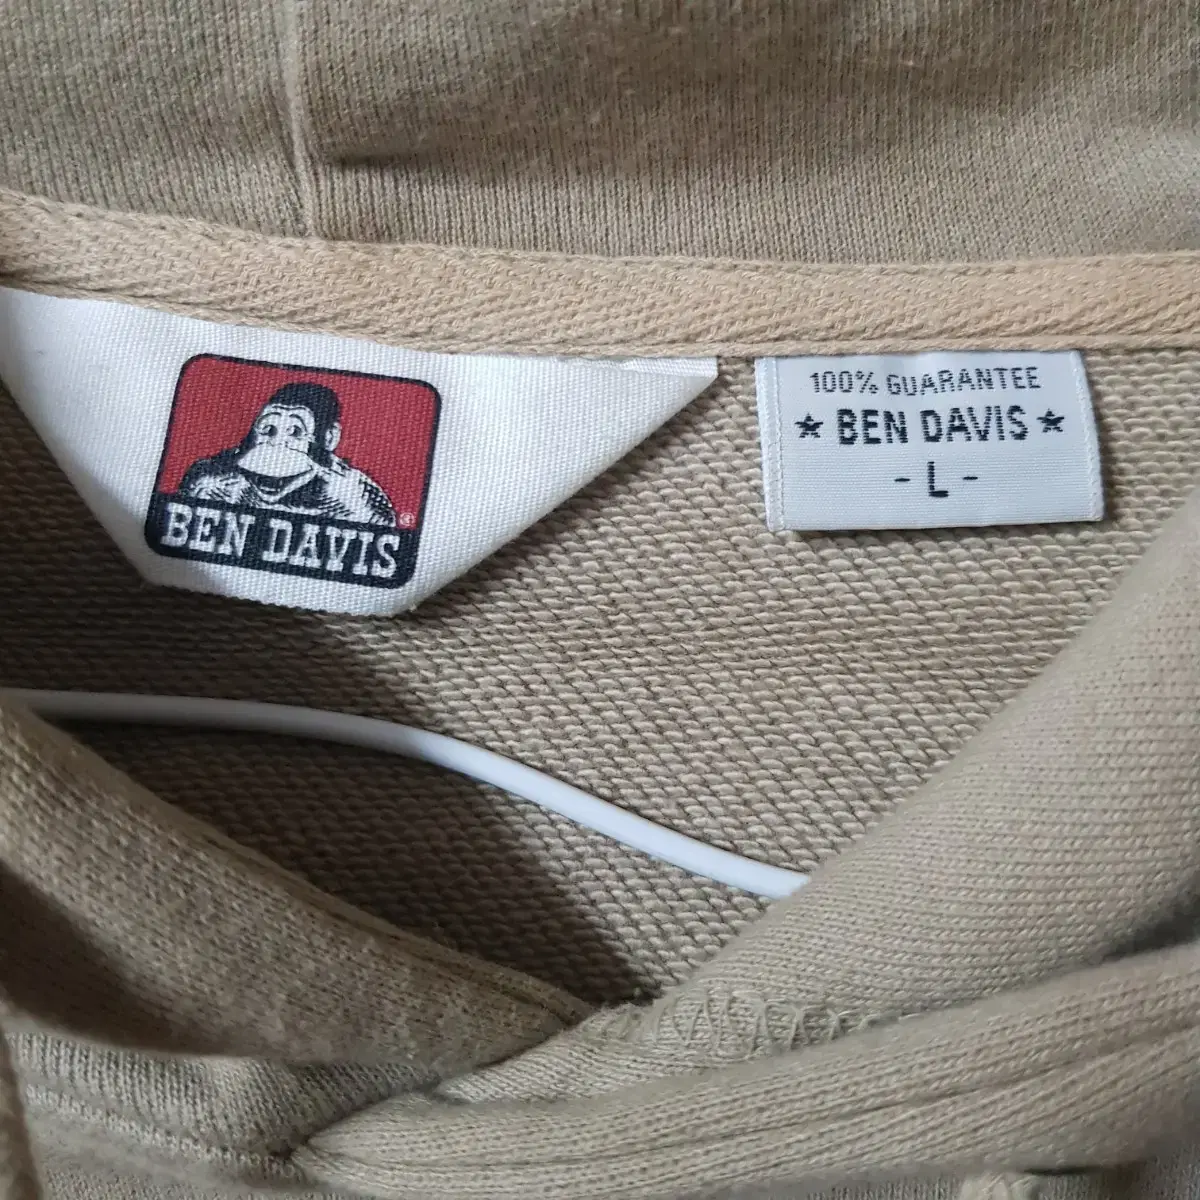 BEN DAVIS
®
100% GUARANTEE
★ BEN DAVIS ★
- L -